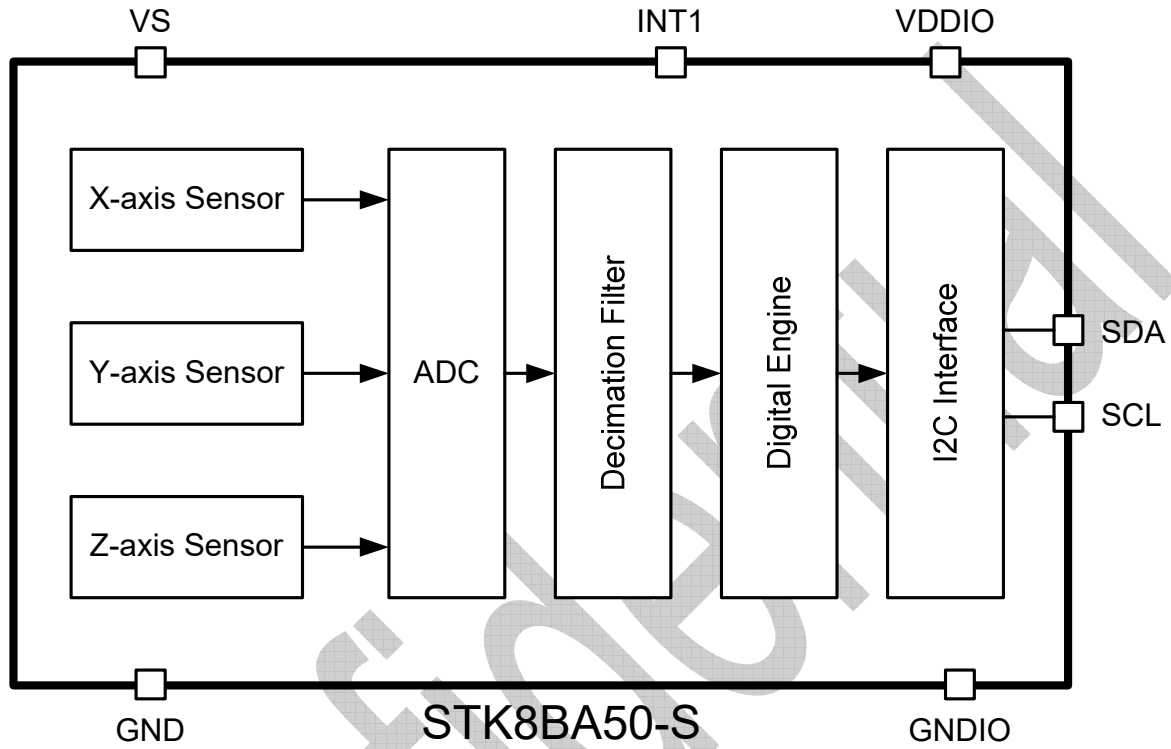 VS
INT1
VDDIO
X-axis Sensor
Y-axis Sensor
Z-axis Sensor
ADC
Decimation Filter
Digital Engine
I2C Interface
SDA
SCL
GND
STK8BA50-S
GNDIO